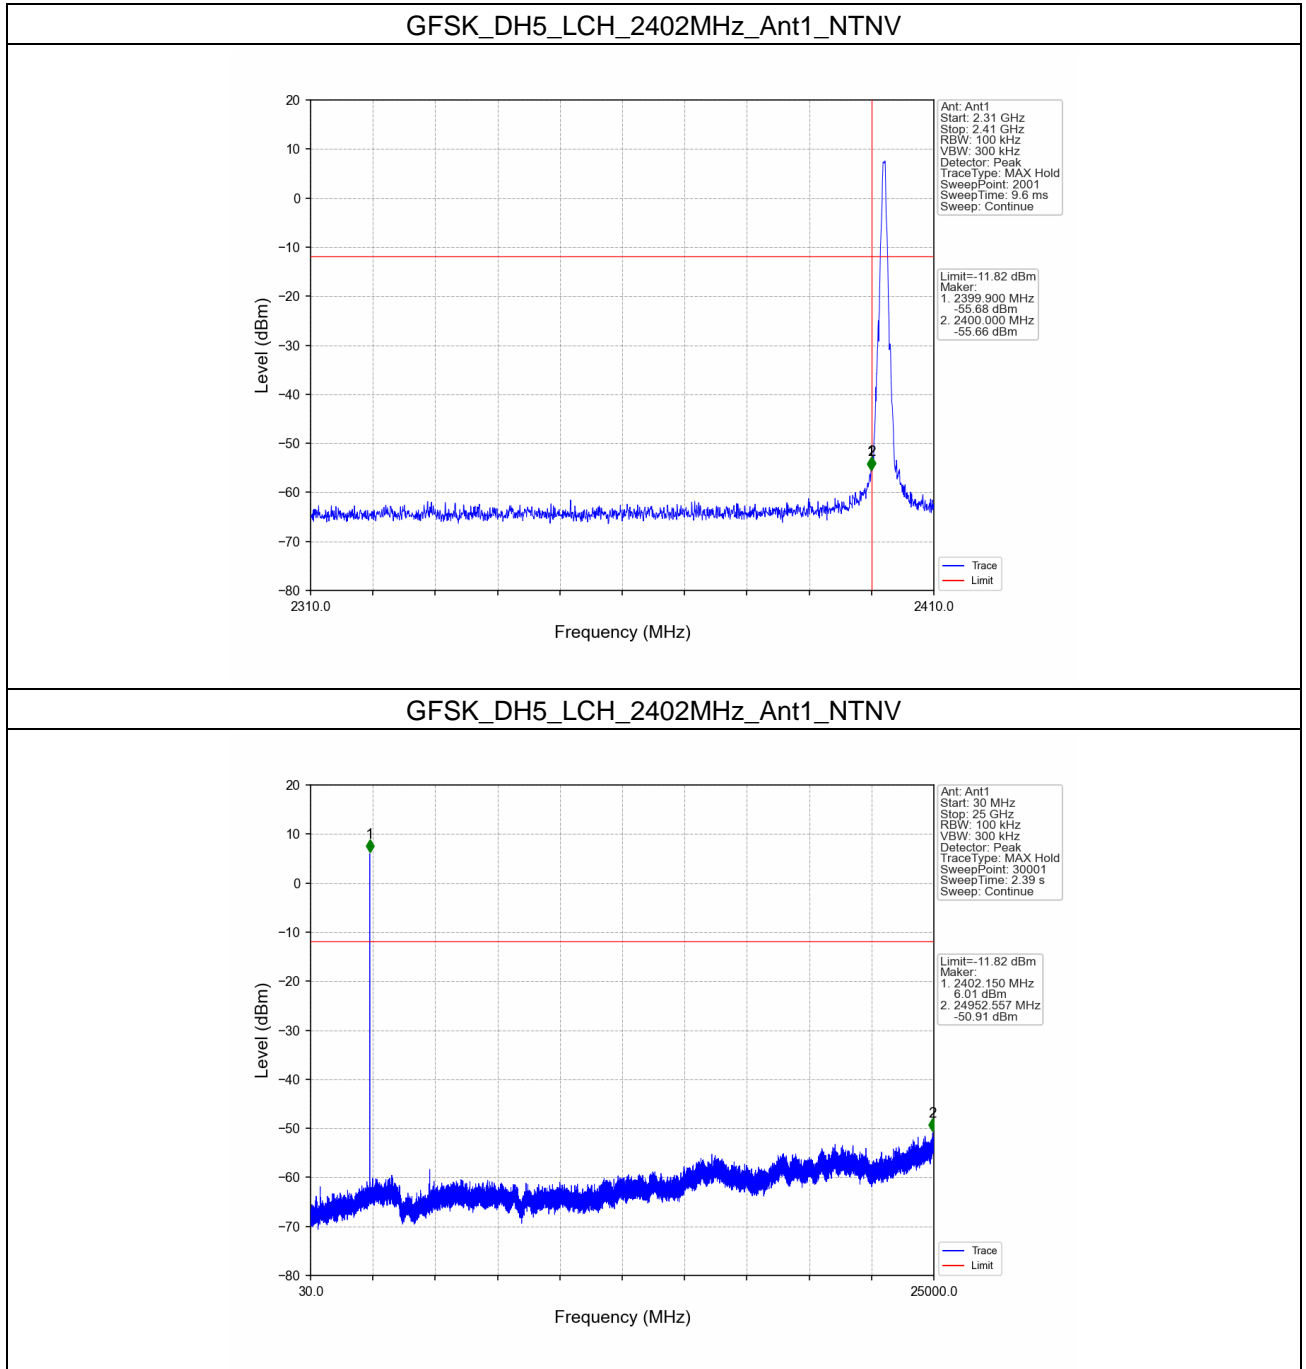 GFSK_DH5_LCH_2402MHz_Ant1_NTNV
20
10
0
−10
−20
−30
−40
−50
−60
−70
−80
Level (dBm)
2310.0
2410.0
Frequency (MHz)
2
Ant: Ant1
Start: 2.31 GHz
Stop: 2.41 GHz
RBW: 100 kHz
VBW: 300 kHz
Detector: Peak
TraceType: MAX Hold
SweepPoint: 2001
SweepTime: 9.6 ms
Sweep: Continue
Limit=-11.82 dBm
Maker:
1. 2399.900 MHz
-55.68 dBm
2. 2400.000 MHz
-55.66 dBm
Trace
Limit
GFSK_DH5_LCH_2402MHz_Ant1_NTNV
20
10
0
−10
−20
−30
−40
−50
−60
−70
−80
Level (dBm)
30.0
25000.0
Frequency (MHz)
1
2
Ant: Ant1
Start: 30 MHz
Stop: 25 GHz
RBW: 100 kHz
VBW: 300 kHz
Detector: Peak
TraceType: MAX Hold
SweepPoint: 30001
SweepTime: 2.39 s
Sweep: Continue
Limit=-11.82 dBm
Maker:
1. 2402.150 MHz
6.01 dBm
2. 24952.557 MHz
-50.91 dBm
Trace
Limit